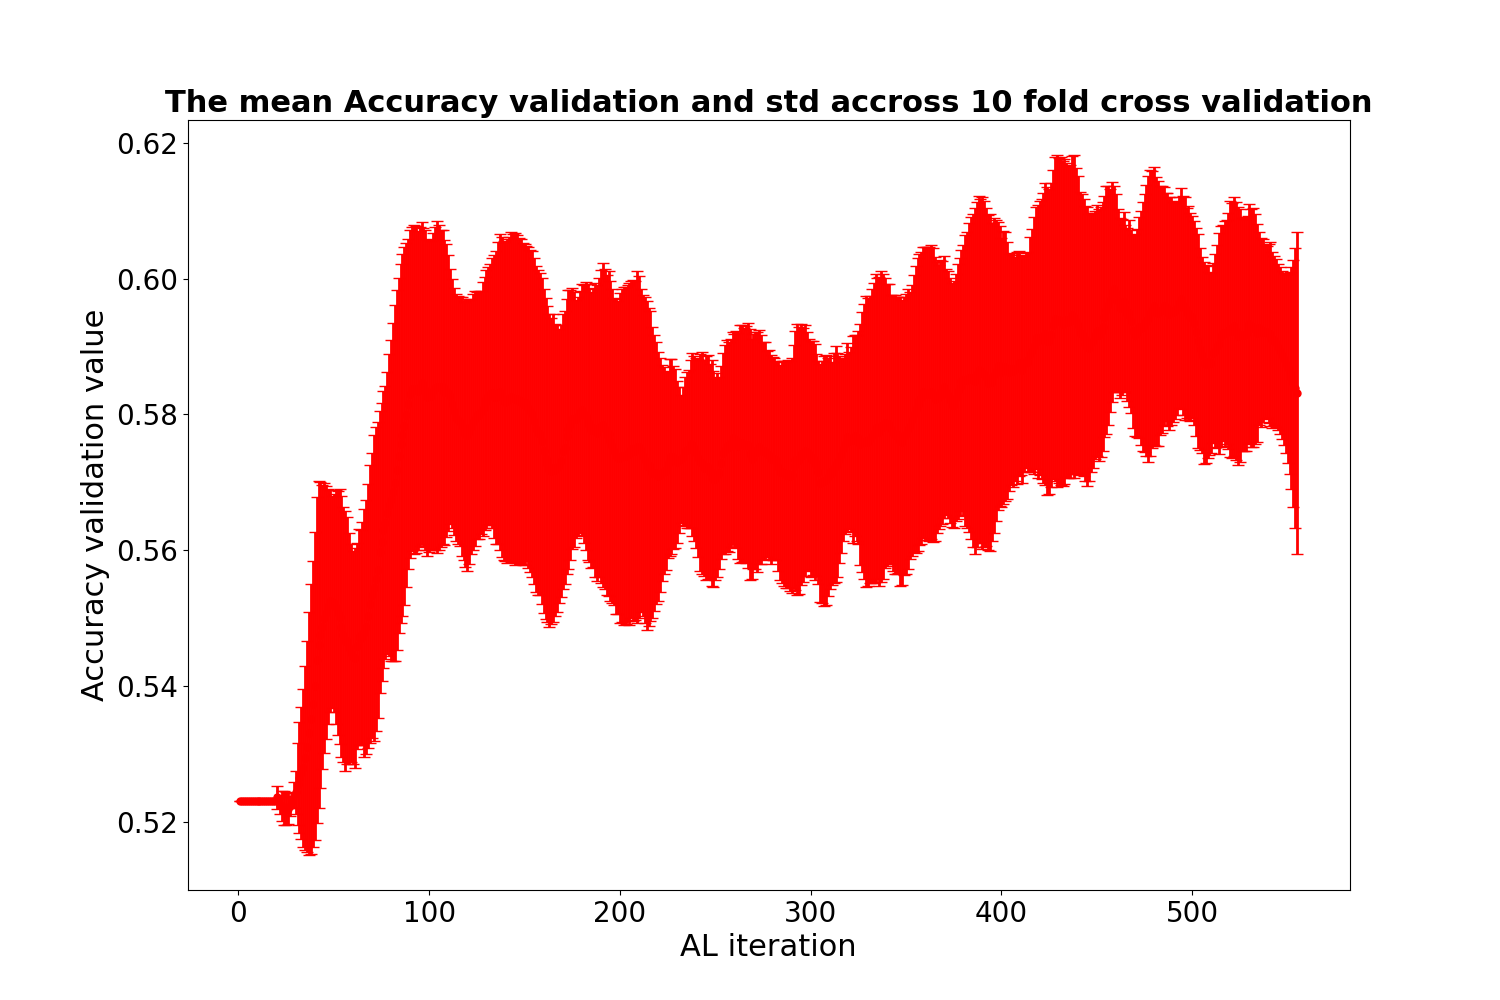 The mean Accuracy validation and std accross 10 fold cross validation
0.62
0.60
0.58
0.56
0.54
0.52
Accuracy validation value
0 100 200 300 400 500
AL iteration